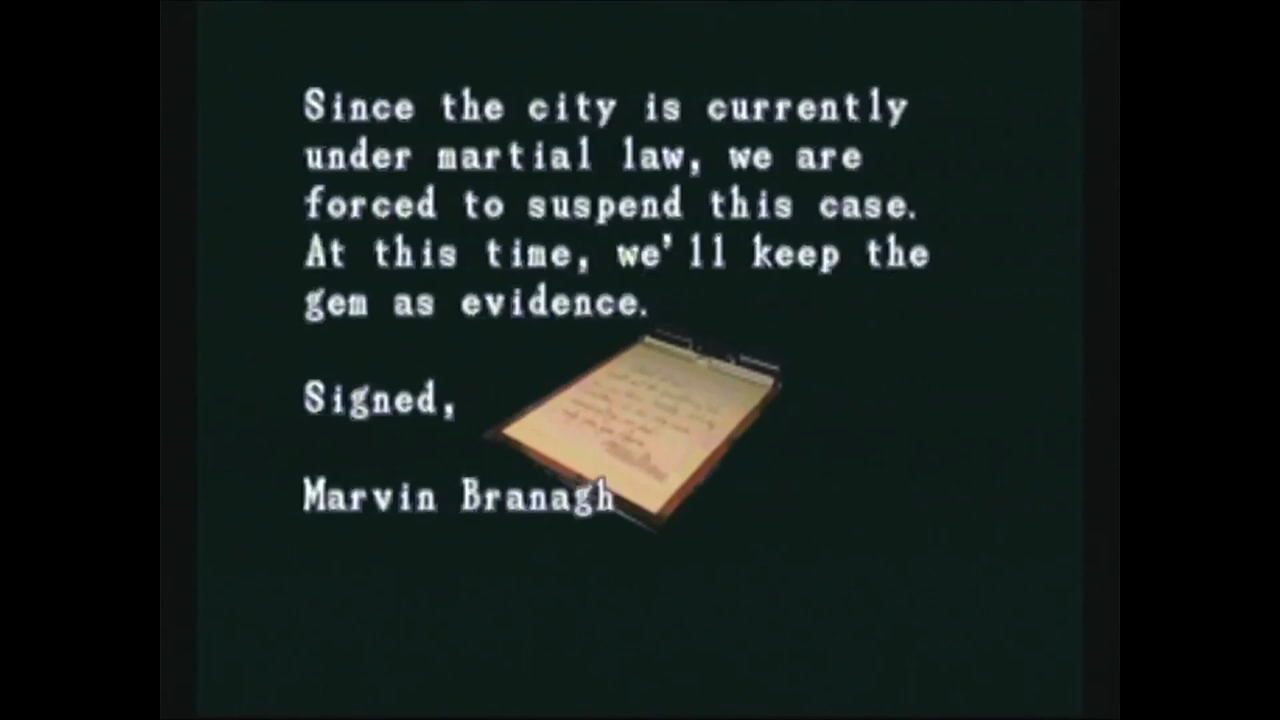 Since the city is currently
under martial law, we are
forced to suspend this case.
At this time, we'll keep the
gem as evidence.
Signed,
Marvin Branagh